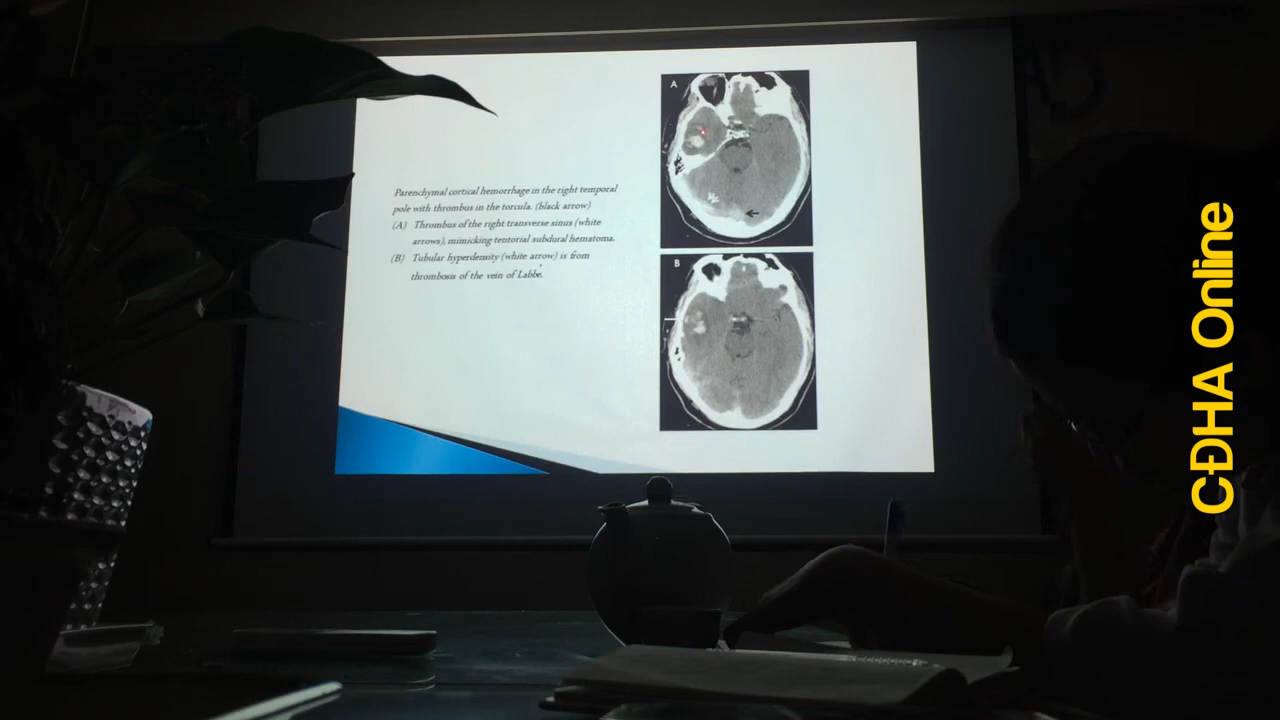 Parenchymal cortical hemorrhage in the right temporal
pole with thrombus in the torcula. (black arrow)
(A) Thrombus of the right transverse sinus (white
arrows), mimicking tentorial subdural hematoma.
(B) Tubular hyperdensity (white arrow) is from
thrombosis of the vein of Labbé.
A
B
CĐHA Online